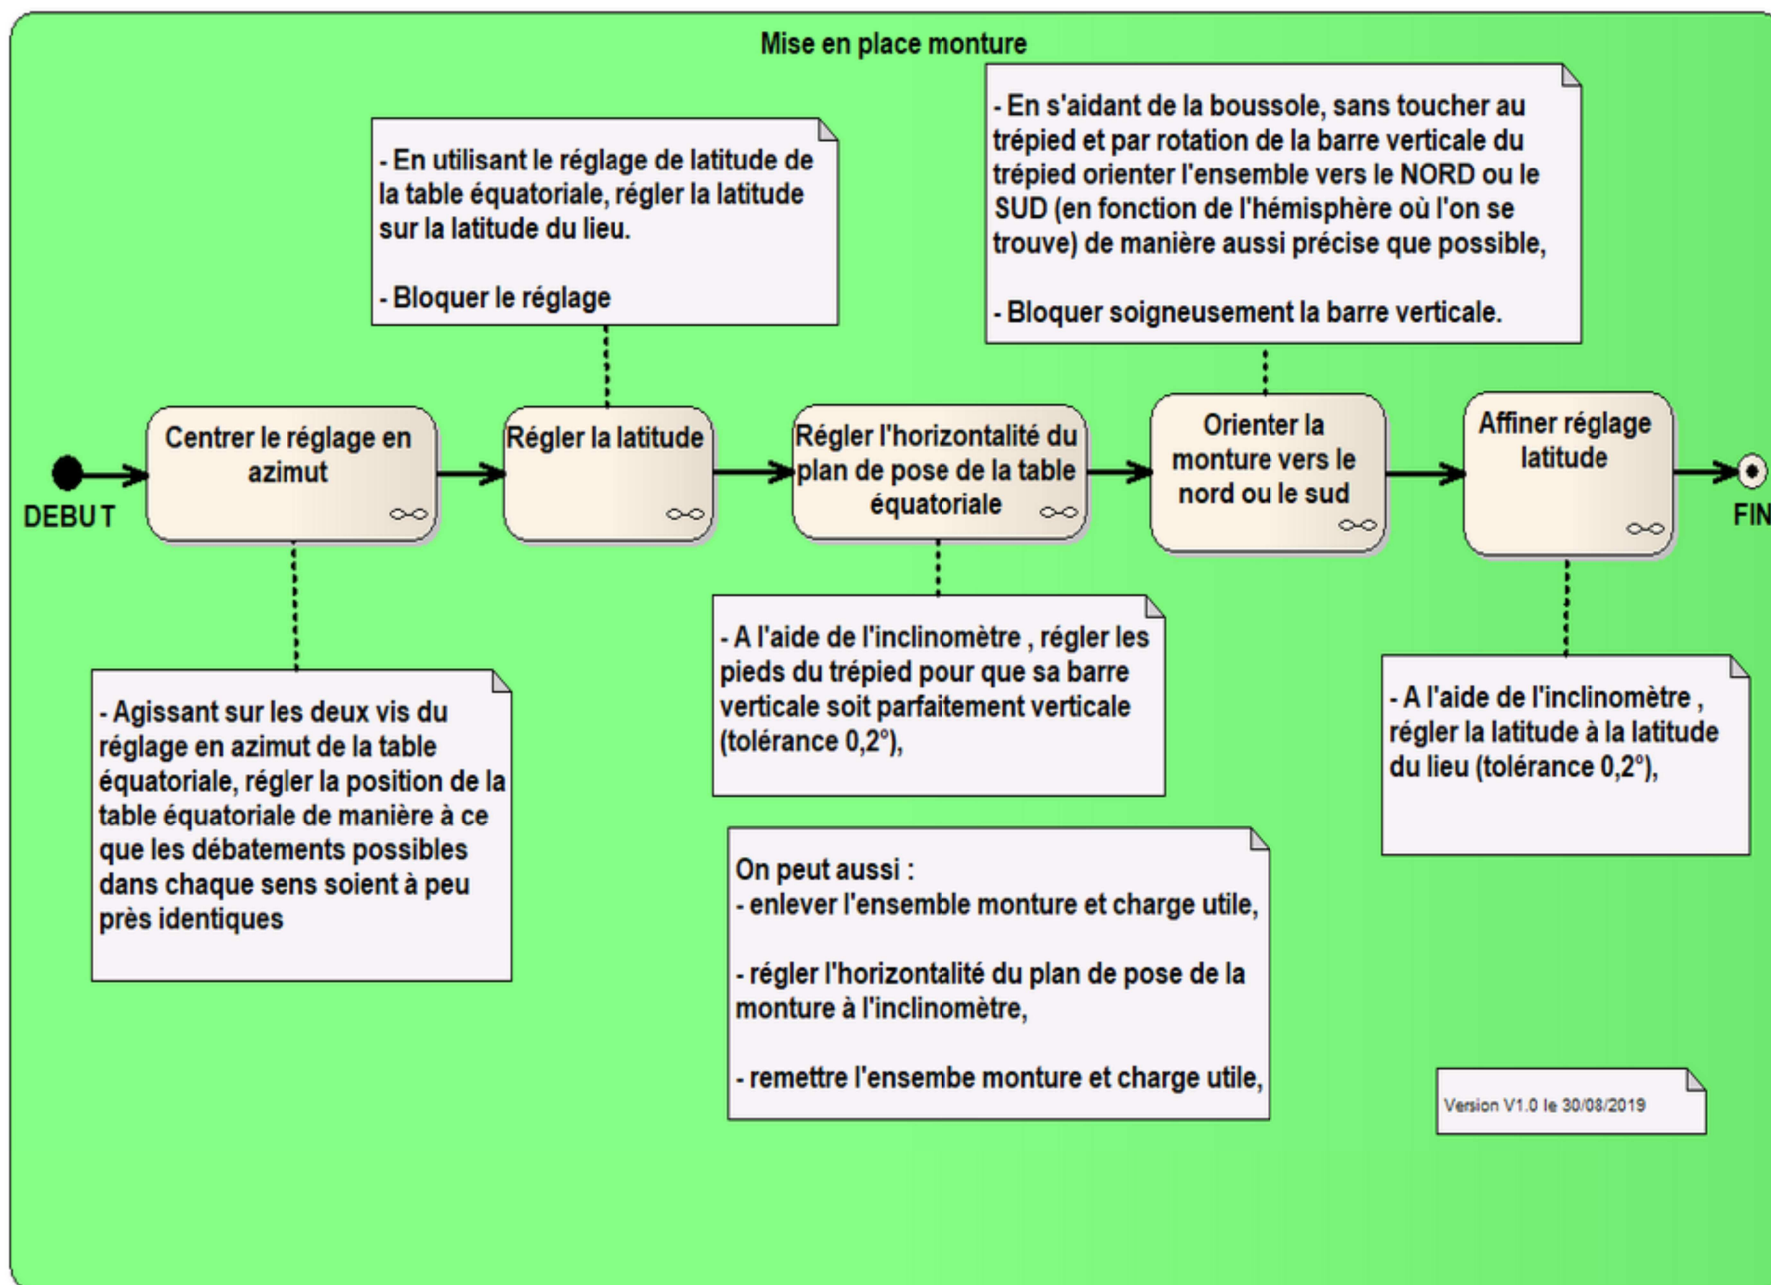 Mise en place monture
- En utilisant le réglage de latitude de
la table équatoriale, régler la latitude
sur la latitude du lieu.
- Bloquer le réglage
- En s'aidant de la boussole, sans toucher au
trépied et par rotation de la barre verticale du
trépied orienter l'ensemble vers le NORD ou le
SUD (en fonction de l'hémisphère où l'on se
trouve) de manière aussi précise que possible,
- Bloquer soigneusement la barre verticale.
DEBUT
Centrer le réglage en
azimut
Régler la latitude
Régler l'horizontalité du
plan de pose de la table
équatoriale
Orienter la
monture vers le
nord ou le sud
Affiner réglage
latitude
FIN
- Agissant sur les deux vis du
réglage en azimut de la table
équatoriale, régler la position de la
table équatoriale de manière à ce
que les débatements possibles
dans chaque sens soient à peu
près identiques
- A l'aide de l'inclinomètre , régler les
pieds du trépied pour que sa barre
verticale soit parfaitement verticale
(tolérance 0,2°),
- A l'aide de l'inclinomètre ,
régler la latitude à la latitude
du lieu (tolérance 0,2°),
On peut aussi :
- enlever l'ensemble monture et charge utile,
- régler l'horizontalité du plan de pose de la
monture à l'inclinomètre,
- remettre l'ensembe monture et charge utile,
Version V1.0 le 30/08/2019